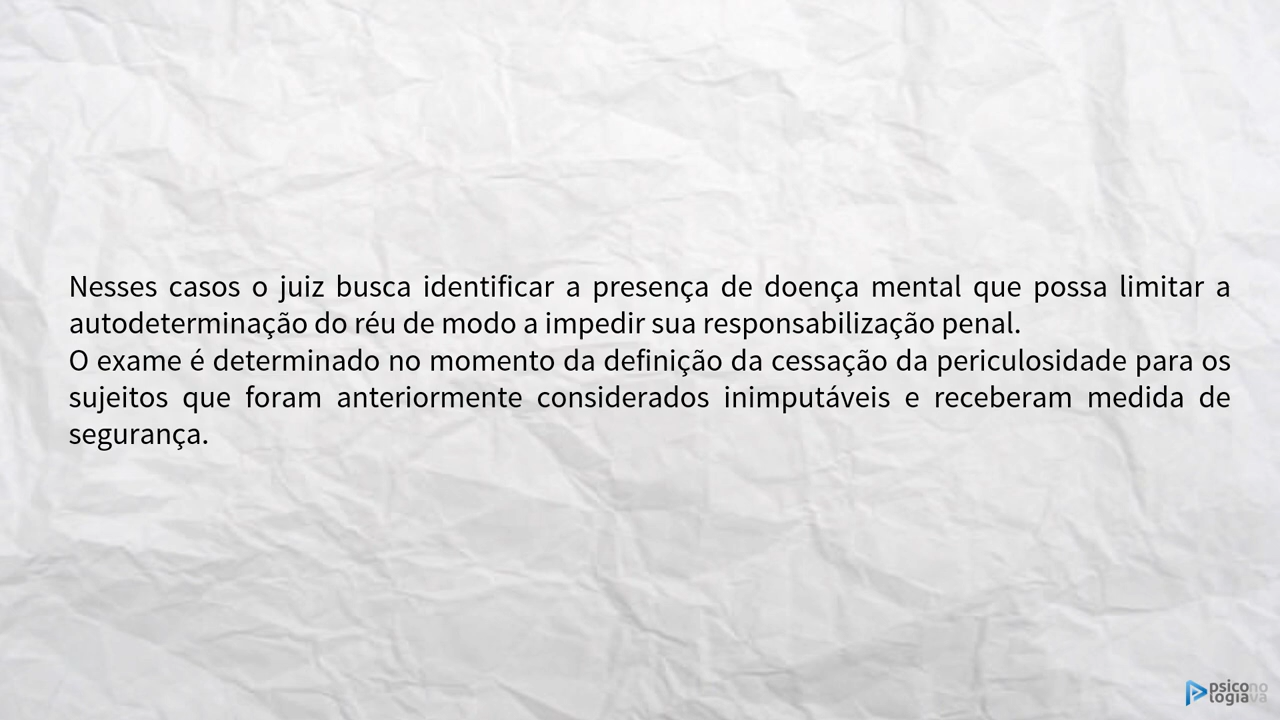 Nesses casos o juiz busca identificar a presença de doença mental que possa limitar a
autodeterminação do réu de modo a impedir sua responsabilização penal.
O exame é determinado no momento da definição da cessação da periculosidade para os
sujeitos que foram anteriormente considerados inimputáveis e receberam medida de
segurança.
psicono
logiava